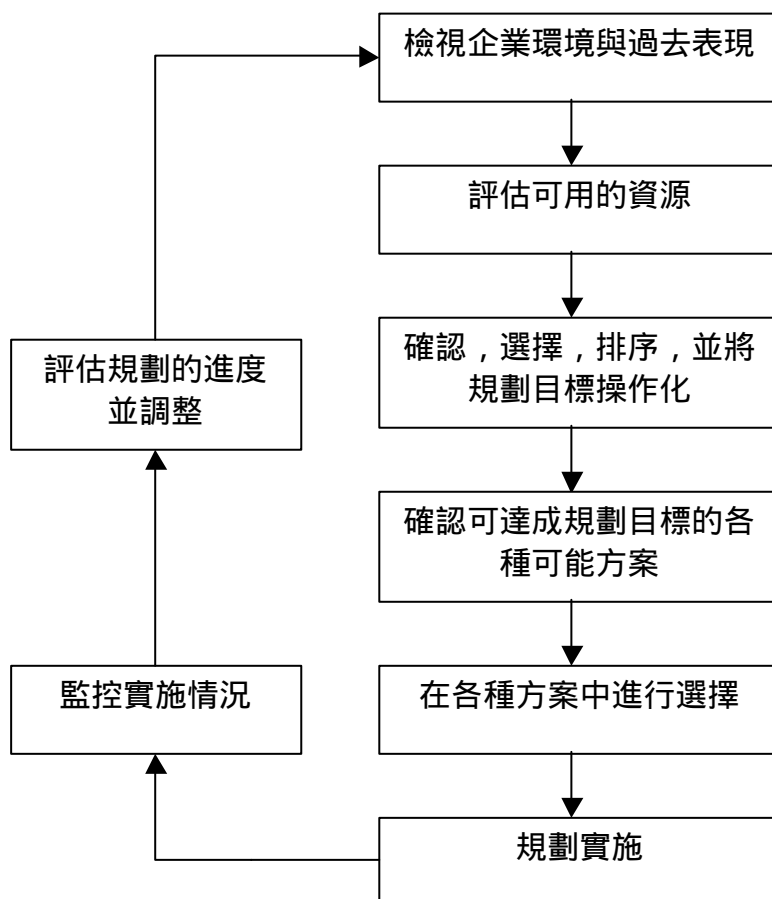 檢視企業環境與過去表現
評估可用的資源
確認，選擇，排序，並將
規劃目標操作化
確認可達成規劃目標的各
種可能方案
在各種方案中進行選擇
規劃實施
監控實施情況
評估規劃的進度
並調整